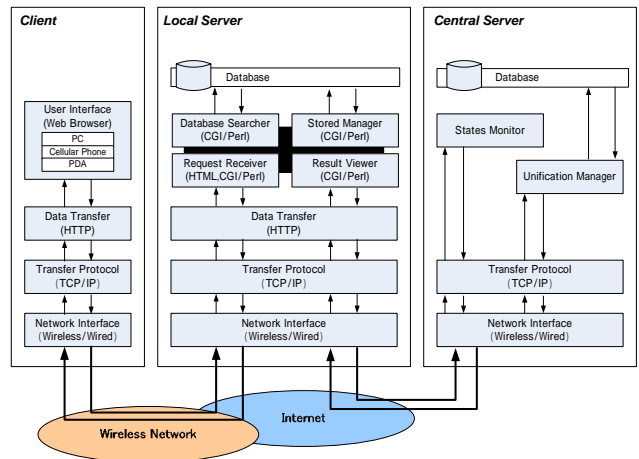 Client
User Interface
(Web Browser)
PC
Cellular Phone
PDA
Data Transfer
(HTTP)
Transfer Protocol
(TCP/IP)
Network Interface
(Wireless/Wired)
Local Server
Database
Database Searcher
(CGI/Perl)
Stored Manager
(CGI/Perl)
Request Receiver
(HTML,CGI/Perl)
Result Viewer
(CGI/Perl)
Data Transfer
(HTTP)
Transfer Protocol
(TCP/IP)
Network Interface
(Wireless/Wired)
Central Server
Database
States Monitor
Unification Manager
Transfer Protocol
(TCP/IP)
Network Interface
(Wireless/Wired)
Internet
Wireless Network